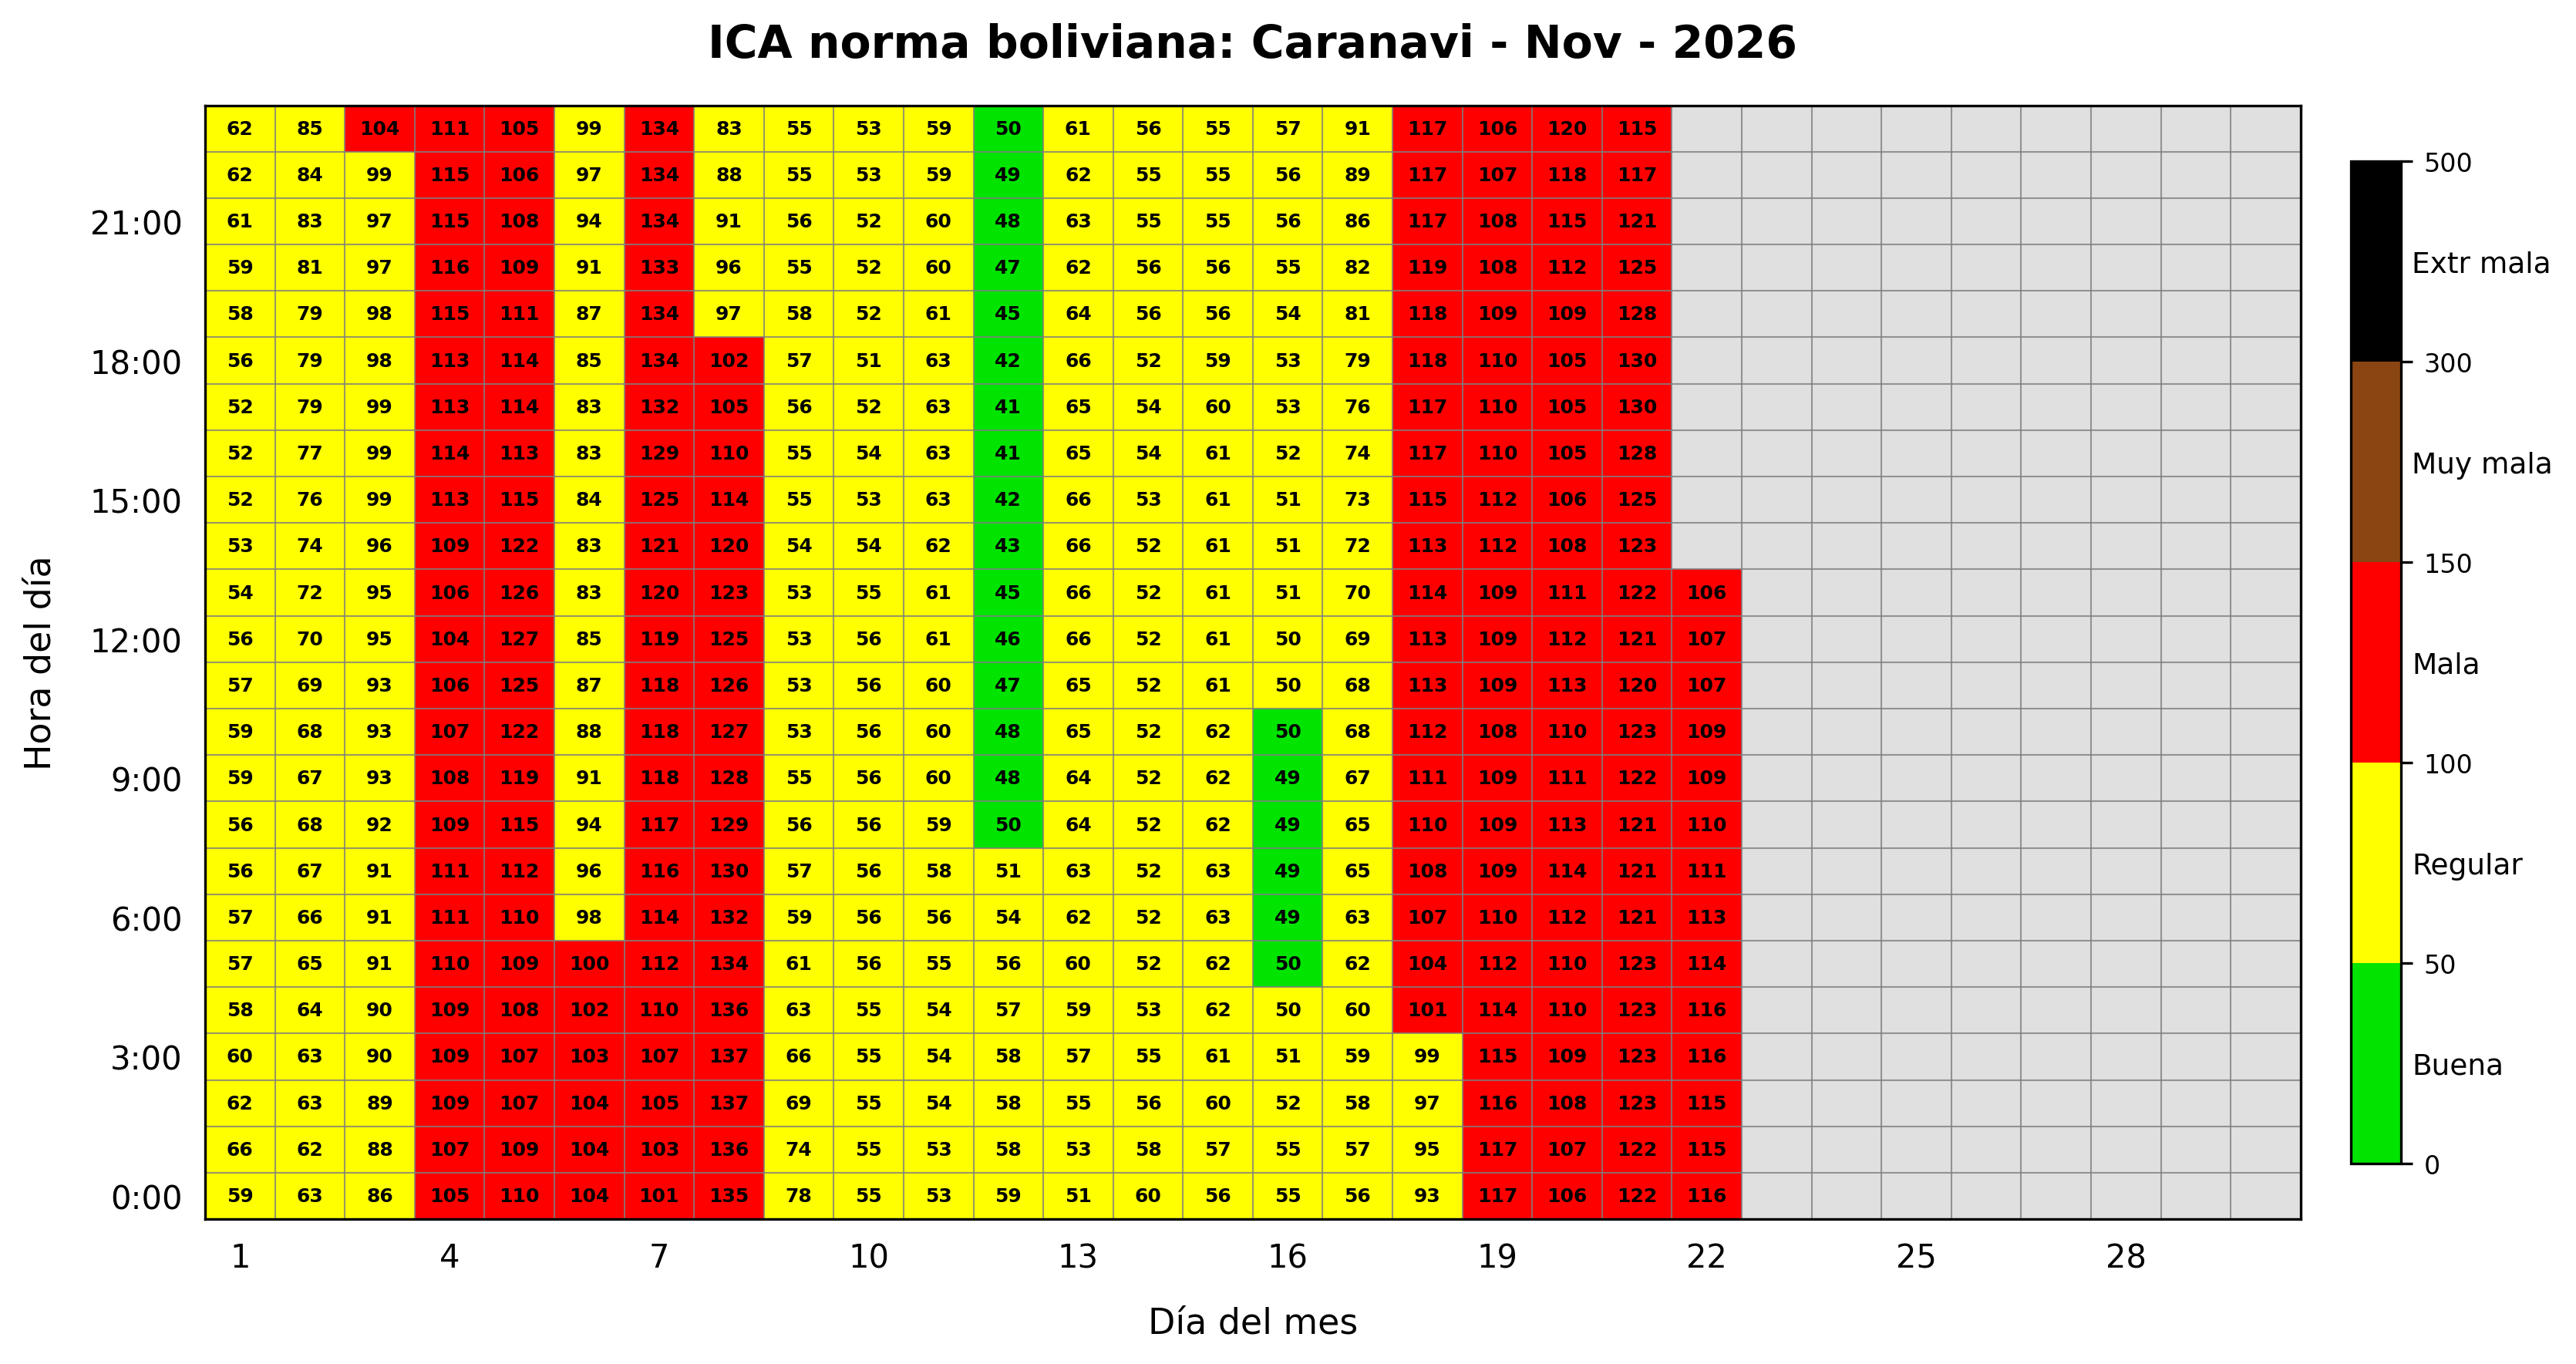 ICA norma boliviana: Caranavi - Nov - 2026
62 85 104 111 105 99 134 83 55 53 59 50 61 56 55 57 91 117 106 120 115
62 84 99 115 106 97 134 88 55 53 59 49 62 55 55 56 89 117 107 118 117
21:00 61 83 97 115 108 94 134 91 56 52 60 48 63 55 55 56 86 117 108 115 121
59 81 97 116 109 91 133 96 55 52 60 47 62 56 56 55 82 119 108 112 125
58 79 98 115 111 87 134 97 58 52 61 45 64 56 56 54 81 118 109 109 128
18:00 56 79 98 113 114 85 134 102 57 51 63 42 66 52 59 53 79 118 110 105 130
52 79 99 113 114 83 132 105 56 52 63 41 65 54 60 53 76 117 110 105 130
52 77 99 114 113 83 129 110 55 54 63 41 65 54 61 52 74 117 110 105 128
15:00 52 76 99 113 115 84 125 114 55 53 63 42 66 53 61 51 73 115 112 106 125
53 74 96 109 122 83 121 120 54 54 62 43 66 52 61 51 72 113 112 108 123
54 72 95 106 126 83 120 123 53 55 61 45 66 52 61 51 70 114 109 111 122 106
12:00 56 70 95 104 127 85 119 125 53 56 61 46 66 52 61 50 69 113 109 112 121 107
57 69 93 106 125 87 118 126 53 56 60 47 65 52 61 50 68 113 109 113 120 107
59 68 93 107 122 88 118 127 53 56 60 48 65 52 62 50 68 112 108 110 123 109
9:00 59 67 93 108 119 91 118 128 55 56 60 48 64 52 62 49 67 111 109 111 122 109
56 68 92 109 115 94 117 129 56 56 59 50 64 52 62 49 65 110 109 113 121 110
56 67 91 111 112 96 116 130 57 56 58 51 63 52 63 49 65 108 109 114 121 111
6:00 57 66 91 111 110 98 114 132 59 56 56 54 62 52 63 49 63 107 110 112 121 113
57 65 91 110 109 100 112 134 61 56 55 56 60 52 62 50 62 104 112 110 123 114
58 64 90 109 108 102 110 136 63 55 54 57 59 53 62 50 60 101 114 110 123 116
3:00 60 63 90 109 107 103 107 137 66 55 54 58 57 55 61 51 59 99 115 109 123 116
62 63 89 109 107 104 105 137 69 55 54 58 55 56 60 52 58 97 116 108 123 115
66 62 88 107 109 104 103 136 74 55 53 58 53 58 57 55 57 95 117 107 122 115
0:00 59 63 86 105 110 104 101 135 78 55 53 59 51 60 56 55 56 93 117 106 122 116
1 4 7 10 13 16 19 22 25 28
Día del mes
Hora del día
500
Extr mala
300
Muy mala
150
Mala
100
Regular
50
Buena
0